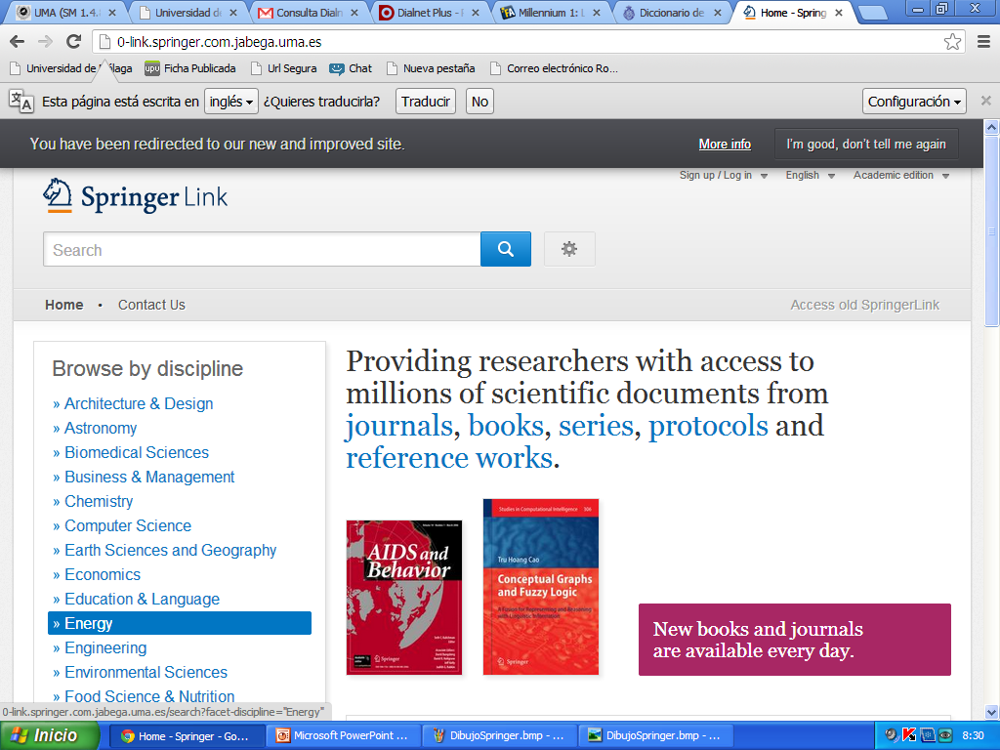 UMA (SM 1.4.
Universidad d
Consulta Dialn
Dialnet Plus -
Millennium 1: L
Diccionario de
Home - Spring
0-link.springer.com.jabega.uma.es
Universidad de Málaga
Ficha Publicada
Url Segura
Chat
Nueva pestaña
Correo electrónico Ro...
Esta página está escrita en inglés ¿Quieres traducirla? Traducir No Configuración
You have been redirected to our new and improved site. More info I'm good, don't tell me again
Sign up / Log in English Academic edition
Springer Link
Search
Home • Contact Us Access old SpringerLink
Browse by discipline
» Architecture & Design
» Astronomy
» Biomedical Sciences
» Business & Management
» Chemistry
» Computer Science
» Earth Sciences and Geography
» Economics
» Education & Language
» Energy
» Engineering
» Environmental Sciences
» Food Science & Nutrition
Providing researchers with access to
millions of scientific documents from
journals, books, series, protocols and
reference works.
AIDS and
Behavior
Springer
Studies in Computational Intelligence 306
Tru Hoang Cao
Conceptual Graphs
and Fuzzy Logic
A Fusion for Representing and Reasoning
with Linguistic Information
Springer
New books and journals
are available every day.
0-link.springer.com.jabega.uma.es/search?facet-discipline="Energy"
Inicio
Home - Springer - Go...
Microsoft PowerPoint ...
DibujoSpringer.bmp - ...
DibujoSpringer.bmp - ...
8:30